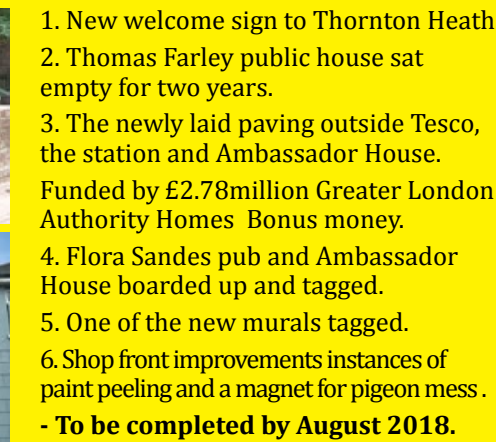 1. New welcome sign to Thornton Heath
2. Thomas Farley public house sat
empty for two years.
3. The newly laid paving outside Tesco,
the station and Ambassador House.
Funded by £2.78million Greater London
Authority Homes  Bonus money.
4. Flora Sandes pub and Ambassador
House boarded up and tagged.
5. One of the new murals tagged.
6. Shop front improvements instances of
paint peeling and a magnet for pigeon mess .
- To be completed by August 2018.